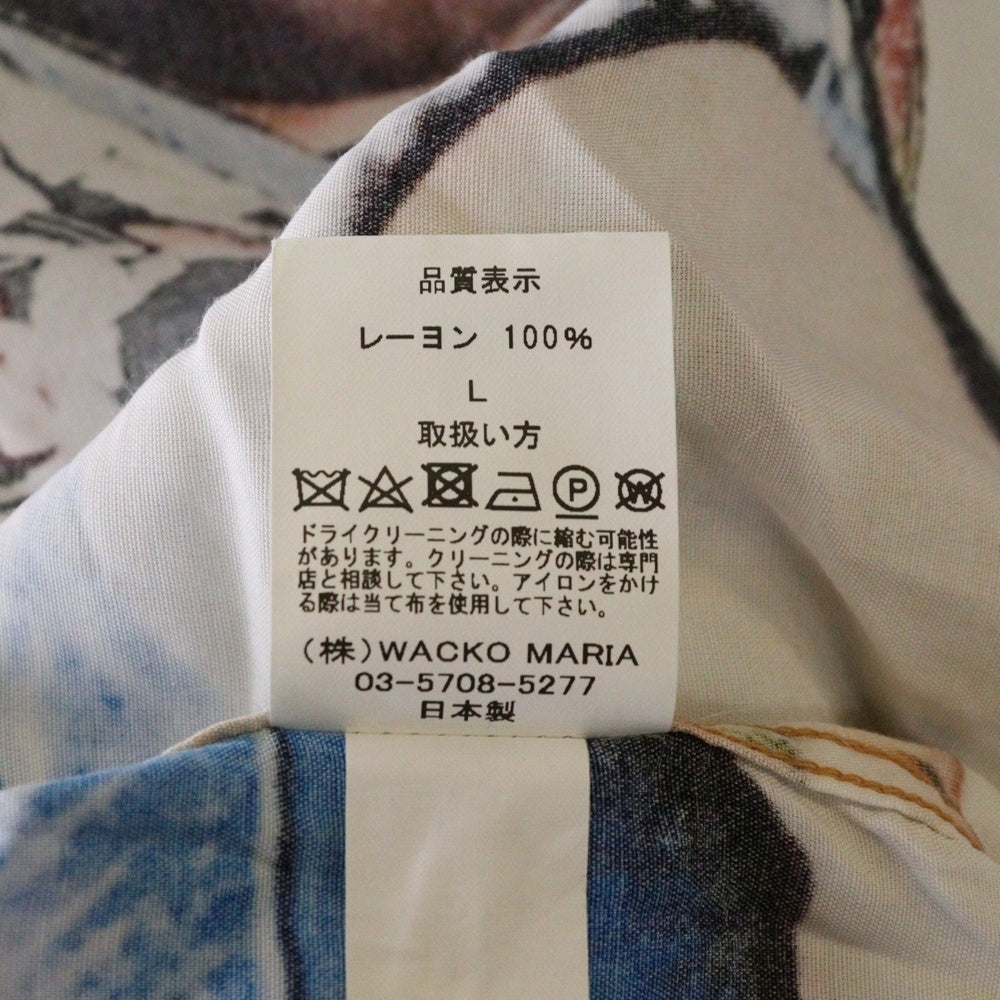 品質表示
レーヨン 100%
L
取扱い方
P W
ドライクリーニングの際に縮む可能性
があります。クリーニングの際は専門
店と相談して下さい。アイロンをかけ
る際は当て布を使用して下さい。
(株)WACKO MARIA
03-5708-5277
日本製